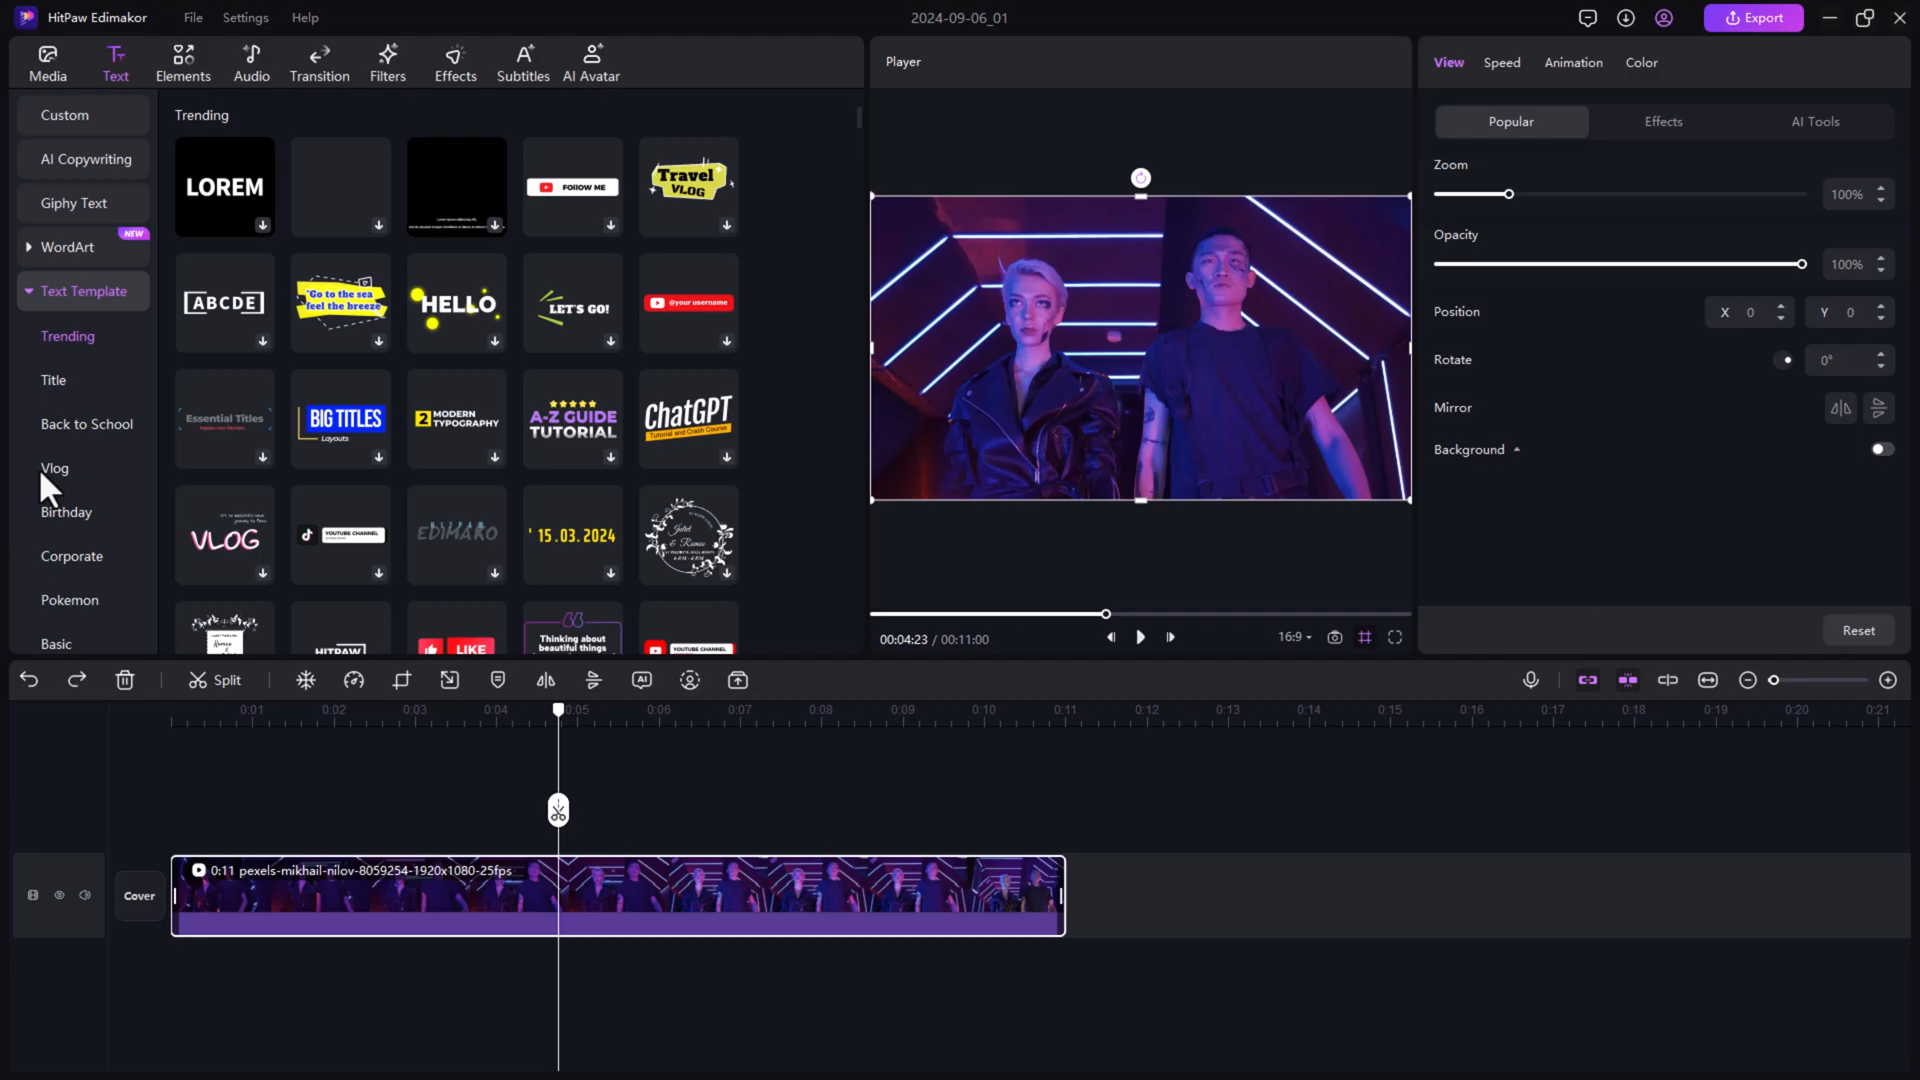 HitPaw Edimakor
File
Settings
Help
2024-09-06_01
Export
Media
Text
Elements
Audio
Transition
Filters
Effects
Subtitles
AI Avatar
Player
View
Speed
Animation
Color
Custom
AI Copywriting
Giphy Text
NEW
WordArt
Text Template
Trending
Title
Back to School
Vlog
Birthday
Corporate
Pokemon
Basic
Trending
LOREM
FOllOW ME
Travel
VLOG
[ABCDE]
"Go to the sea
feel the breeze
HELLO
LET'S GO!
@your username
Essential Titles
BIG TITLES
Layouts
2 MODERN
TYPOGRAPHY
A-Z GUIDE
TUTORIAL
ChatGPT
Tutorial and Crash Course
VLOG
YOUTUBE CHANNEL
EDIMAKO
' 15.03.2024
Juliet
& Romeo
HITPAW
LIKE
Thinking about
beautiful things
YOUTUBE CHANNEL
Popular
Effects
AI Tools
Zoom
100%
Opacity
100%
Position
X 0
Y 0
Rotate
0°
Mirror
Background
Reset
00:04:23 / 00:11:00
16:9
Split
AI
0:01
0:02
0:03
0:04
0:05
0:06
0:07
0:08
0:09
0:10
0:11
0:12
0:13
0:14
0:15
0:16
0:17
0:18
0:19
0:20
0:21
Cover
0:11 pexels-mikhail-nilov-8059254-1920x1080-25fps